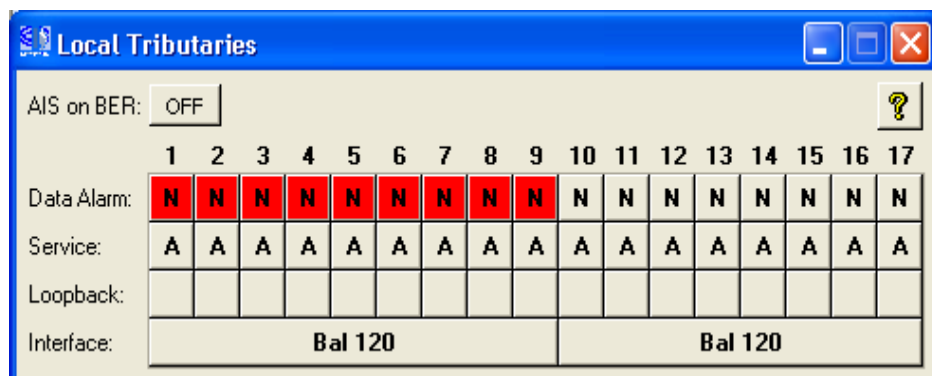 Local Tributaries
AIS on BER: OFF ?
1 2 3 4 5 6 7 8 9 10 11 12 13 14 15 16 17
Data Alarm: N N N N N N N N N N N N N N N N N
Service: A A A A A A A A A A A A A A A A A
Loopback:
Interface: Bal 120 Bal 120